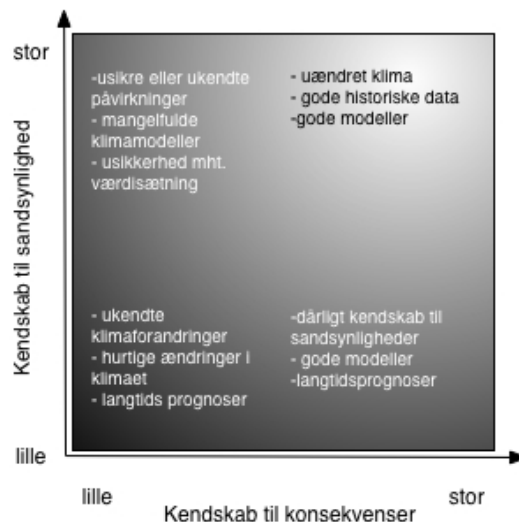 stor
-usikre eller ukendte
påvirkninger
- mangelfulde
klimamodeller
- usikkerhed mht.
værdisætning
- uændret klima
- gode historiske data
-gode modeller
Kendskab til sandsynlighed
- ukendte
klimaforandringer
- hurtige ændringer i
klimaet
- langtids prognoser
-dårligt kendskab til
sandsynligheder
- gode modeller
-langtidsprognoser
lille
lille
stor
Kendskab til konsekvenser